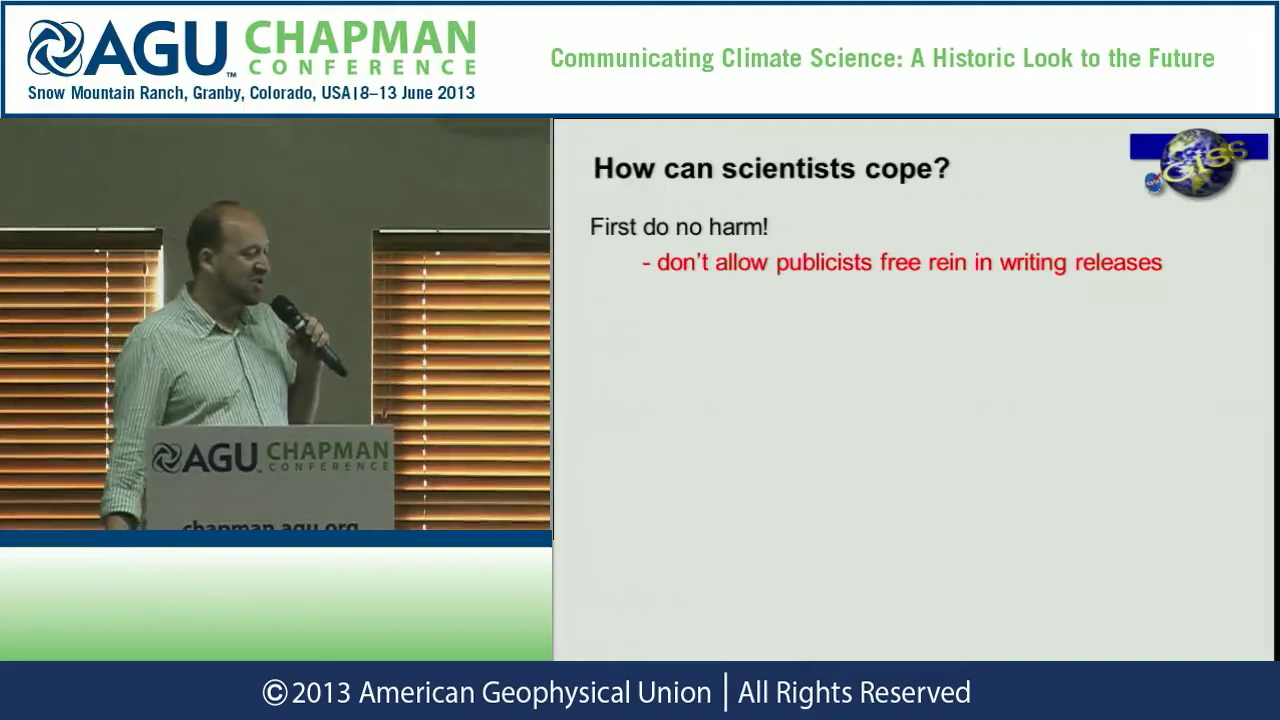 AGU™ CHAPMAN
CONFERENCE
Snow Mountain Ranch, Granby, Colorado, USA|8–13 June 2013
Communicating Climate Science: A Historic Look to the Future
How can scientists cope?
GISS
First do no harm!
- don't allow publicists free rein in writing releases
AGU CHAPMAN
CONFERENCE
chapman.agu.org
©2013 American Geophysical Union | All Rights Reserved